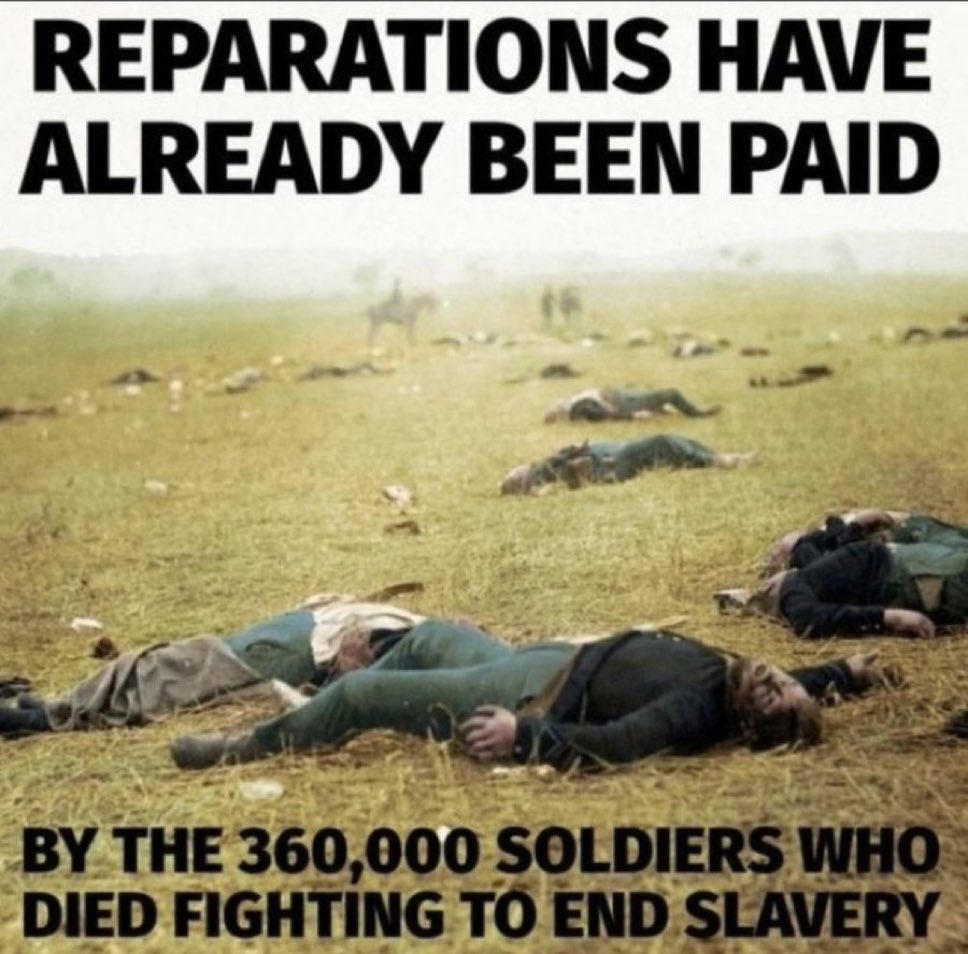 REPARATIONS HAVE
ALREADY BEEN PAID
BY THE 360,000 SOLDIERS WHO
DIED FIGHTING TO END SLAVERY